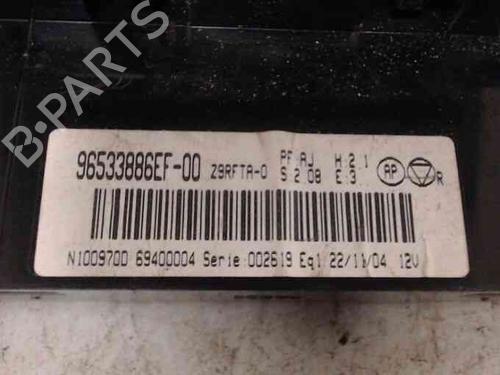 B-PARTS
96533886EF-00 Z9RFTA-0 PF.AJ H 2.1
S 2 08 E.3. AP R
N1009700 69400004 Serie 002619 Eq1 22/11/04 12V